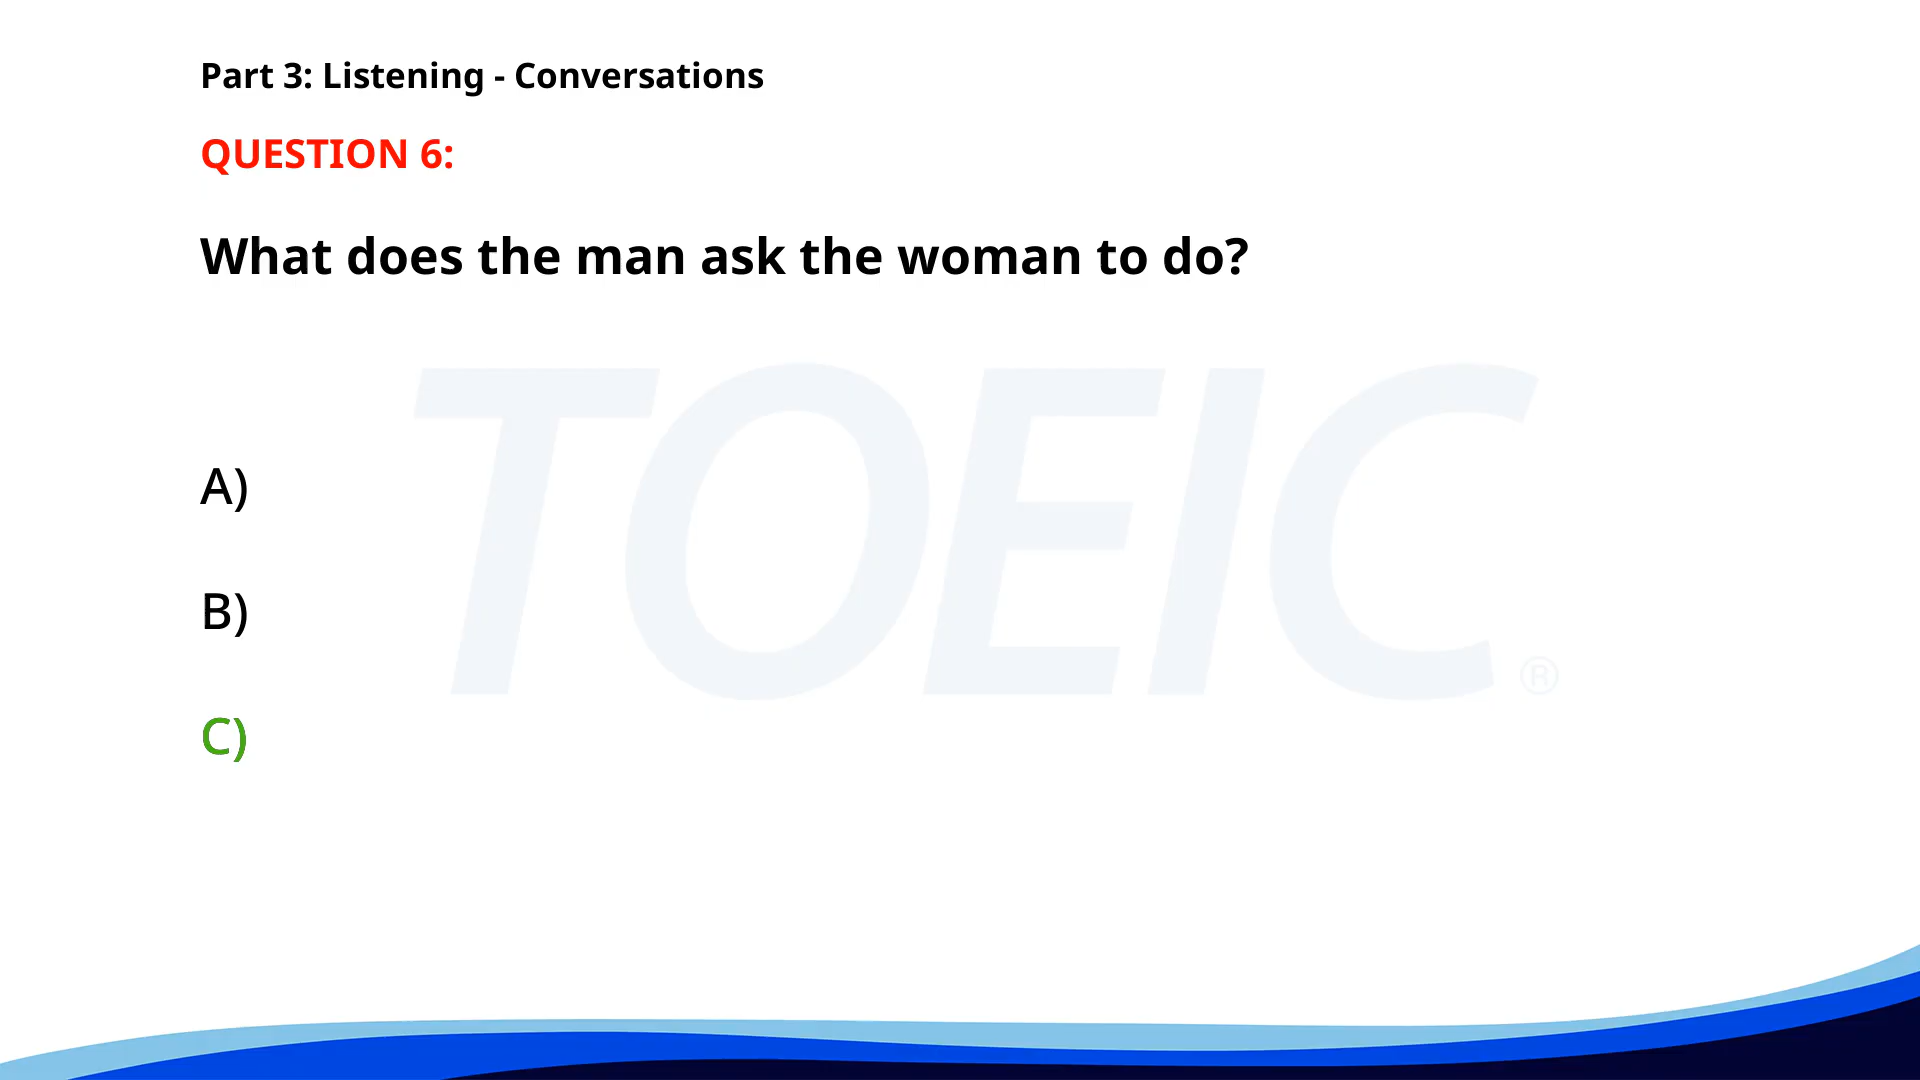 Part 3: Listening - Conversations
QUESTION 6:
What does the man ask the woman to do?
A)
B)
C)
TOEIC®